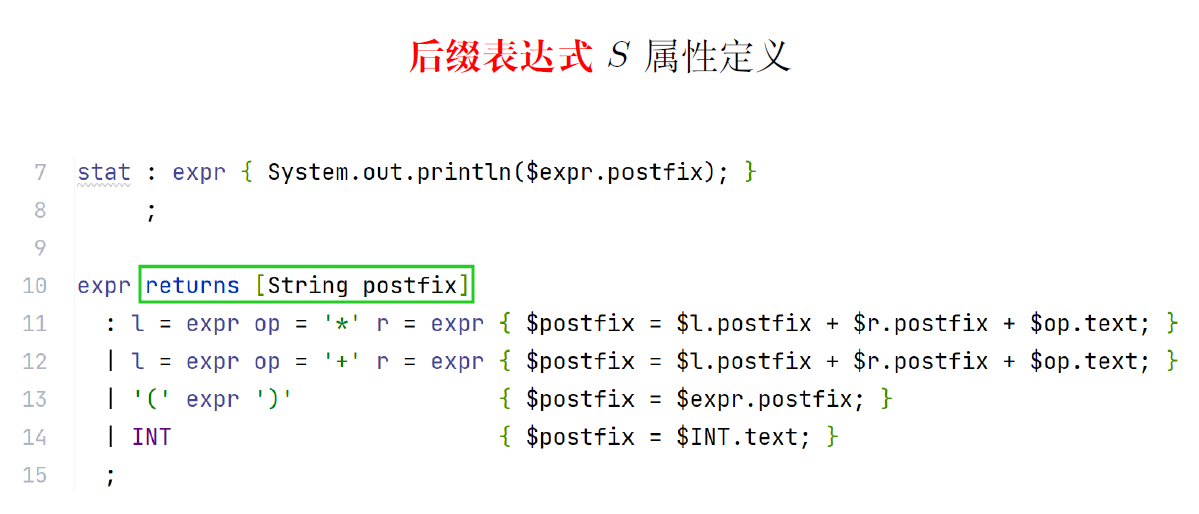 后缀表达式 S 属性定义
7 stat : expr { System.out.println($expr.postfix); }
8 ;
9
10 expr returns [String postfix]
11 : l = expr op = '*' r = expr { $postfix = $l.postfix + $r.postfix + $op.text; }
12 | l = expr op = '+' r = expr { $postfix = $l.postfix + $r.postfix + $op.text; }
13 | '(' expr ')' { $postfix = $expr.postfix; }
14 | INT { $postfix = $INT.text; }
15 ;